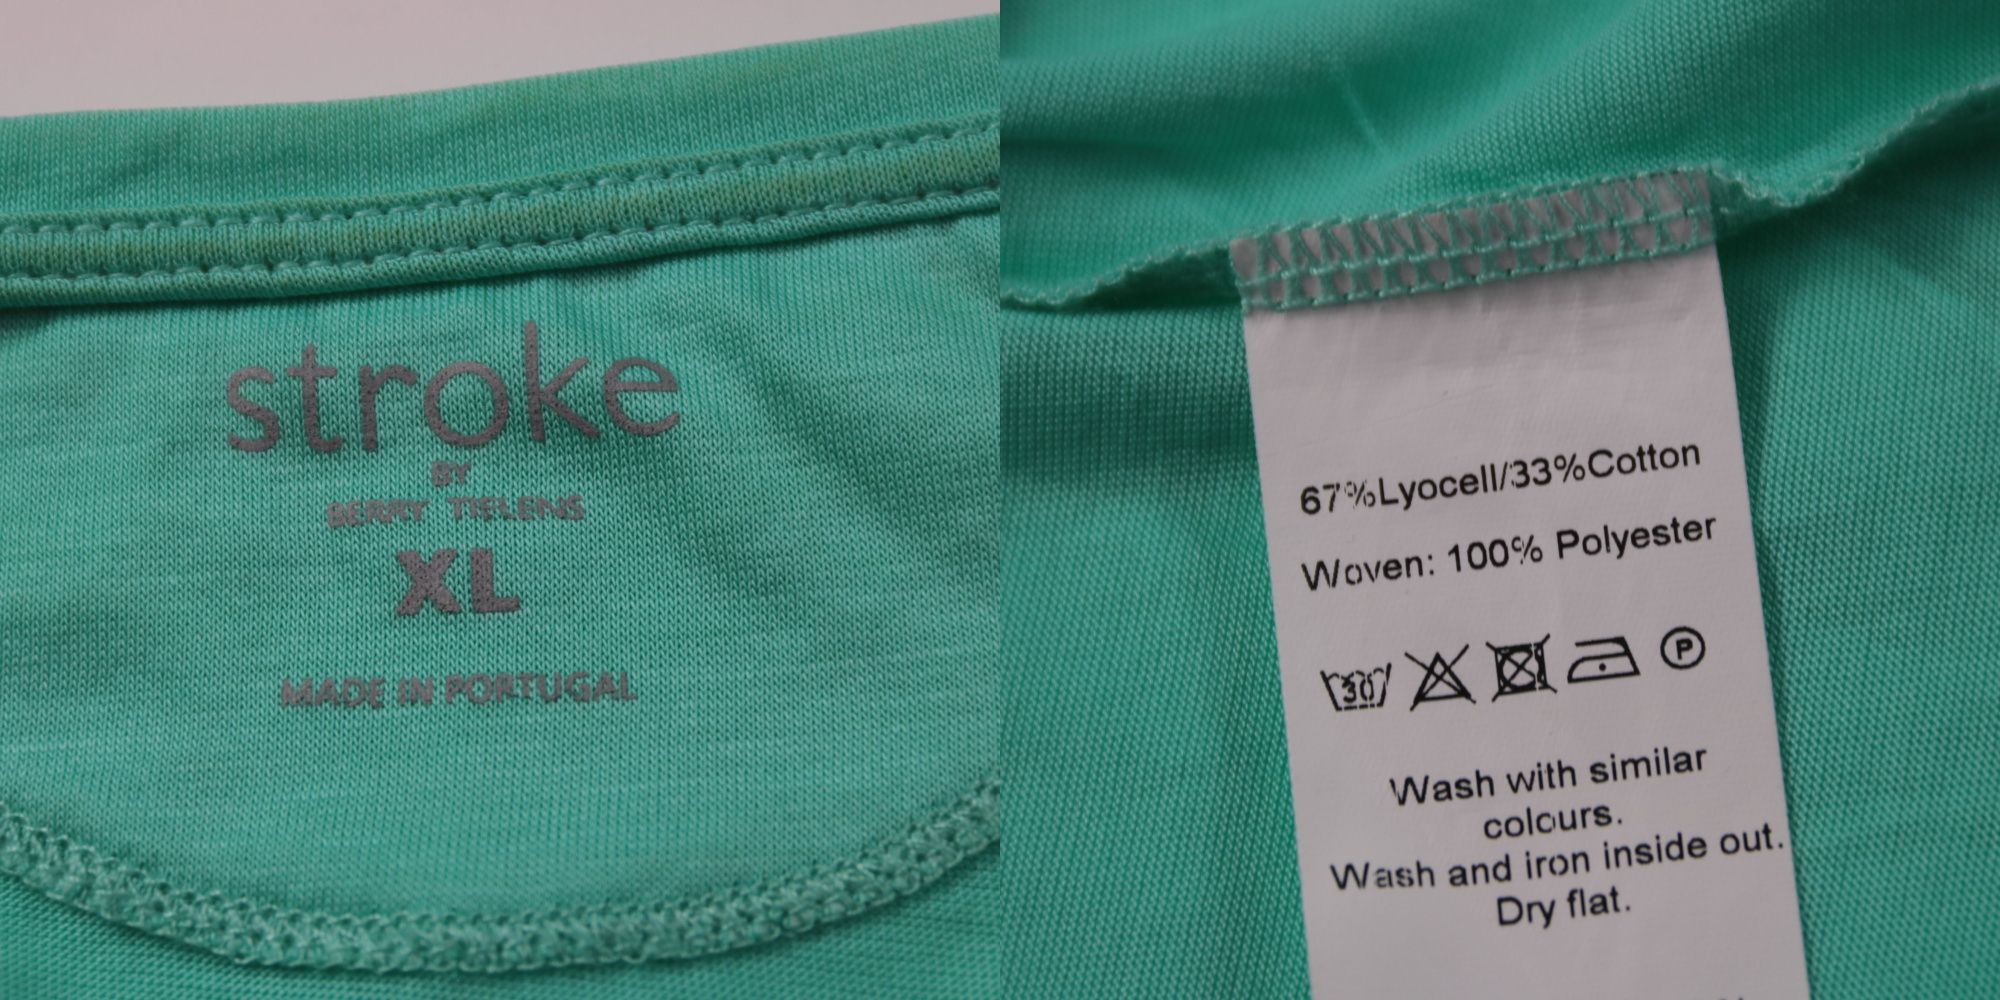 stroke
BY
BERRY TIELENS
XL
MADE IN PORTUGAL
67%Lyocell/33%Cotton
Woven: 100% Polyester
30
P
Wash with similar
colours.
Wash and iron inside out.
Dry flat.